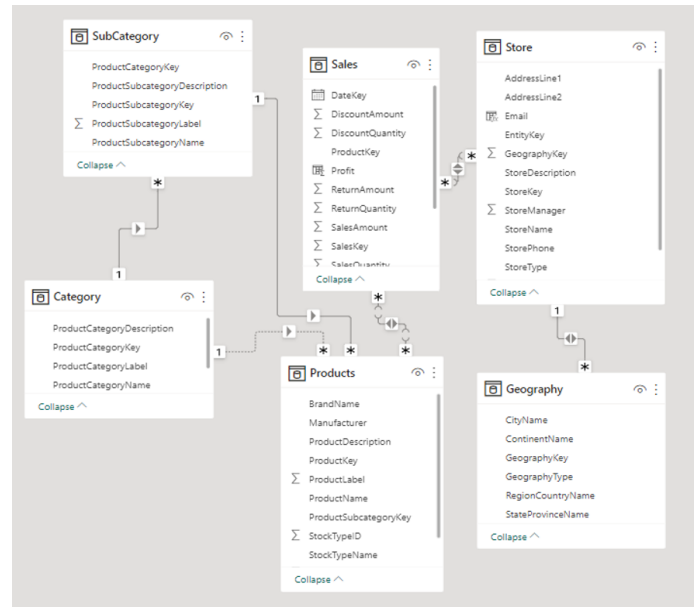 SubCategory
ProductCategoryKey
ProductSubcategoryDescription
ProductSubcategoryKey
ProductSubcategoryLabel
ProductSubcategoryName
Collapse
1
*
Sales
DateKey
DiscountAmount
DiscountQuantity
ProductKey
Profit
ReturnAmount
ReturnQuantity
SalesAmount
SalesKey
SalesQuantity
Collapse
*
*
*
Store
AddressLine1
AddressLine2
Email
EntityKey
GeographyKey
StoreDescription
StoreKey
StoreManager
StoreName
StorePhone
StoreType
Collapse
1
*
1
Category
ProductCategoryDescription
ProductCategoryKey
ProductCategoryLabel
ProductCategoryName
Collapse
1
* * *
Products
BrandName
Manufacturer
ProductDescription
ProductKey
ProductLabel
ProductName
ProductSubcategoryKey
StockTypeID
StockTypeName
Collapse
Geography
CityName
ContinentName
GeographyKey
GeographyType
RegionCountryName
StateProvinceName
Collapse